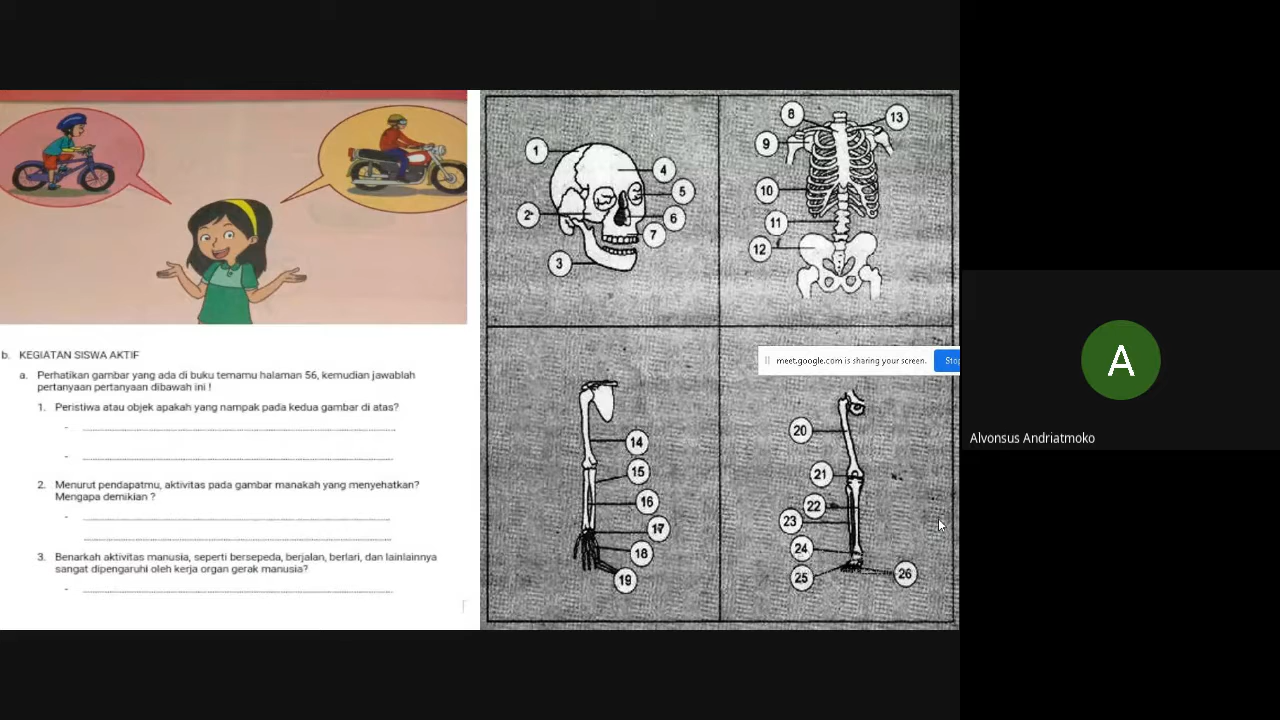 b. KEGIATAN SISWA AKTIF
a. Perhatikan gambar yang ada di buku temamu halaman 56, kemudian jawablah
pertanyaan pertanyaan dibawah ini !
1. Peristiwa atau objek apakah yang nampak pada kedua gambar di atas?
-
-
2. Menurut pendapatmu, aktivitas pada gambar manakah yang menyehatkan?
Mengapa demikian ?
-
3. Benarkah aktivitas manusia, seperti bersepeda, berjalan, berlari, dan lainlainnya
sangat dipengaruhi oleh kerja organ gerak manusia?
-
1
4
5
2
6
7
3
8
13
9
10
11
12
meet.google.com is sharing your screen.
Stop
14
15
16
17
18
19
20
21
22
23
24
25
26
A
Alvonsus Andriatmoko